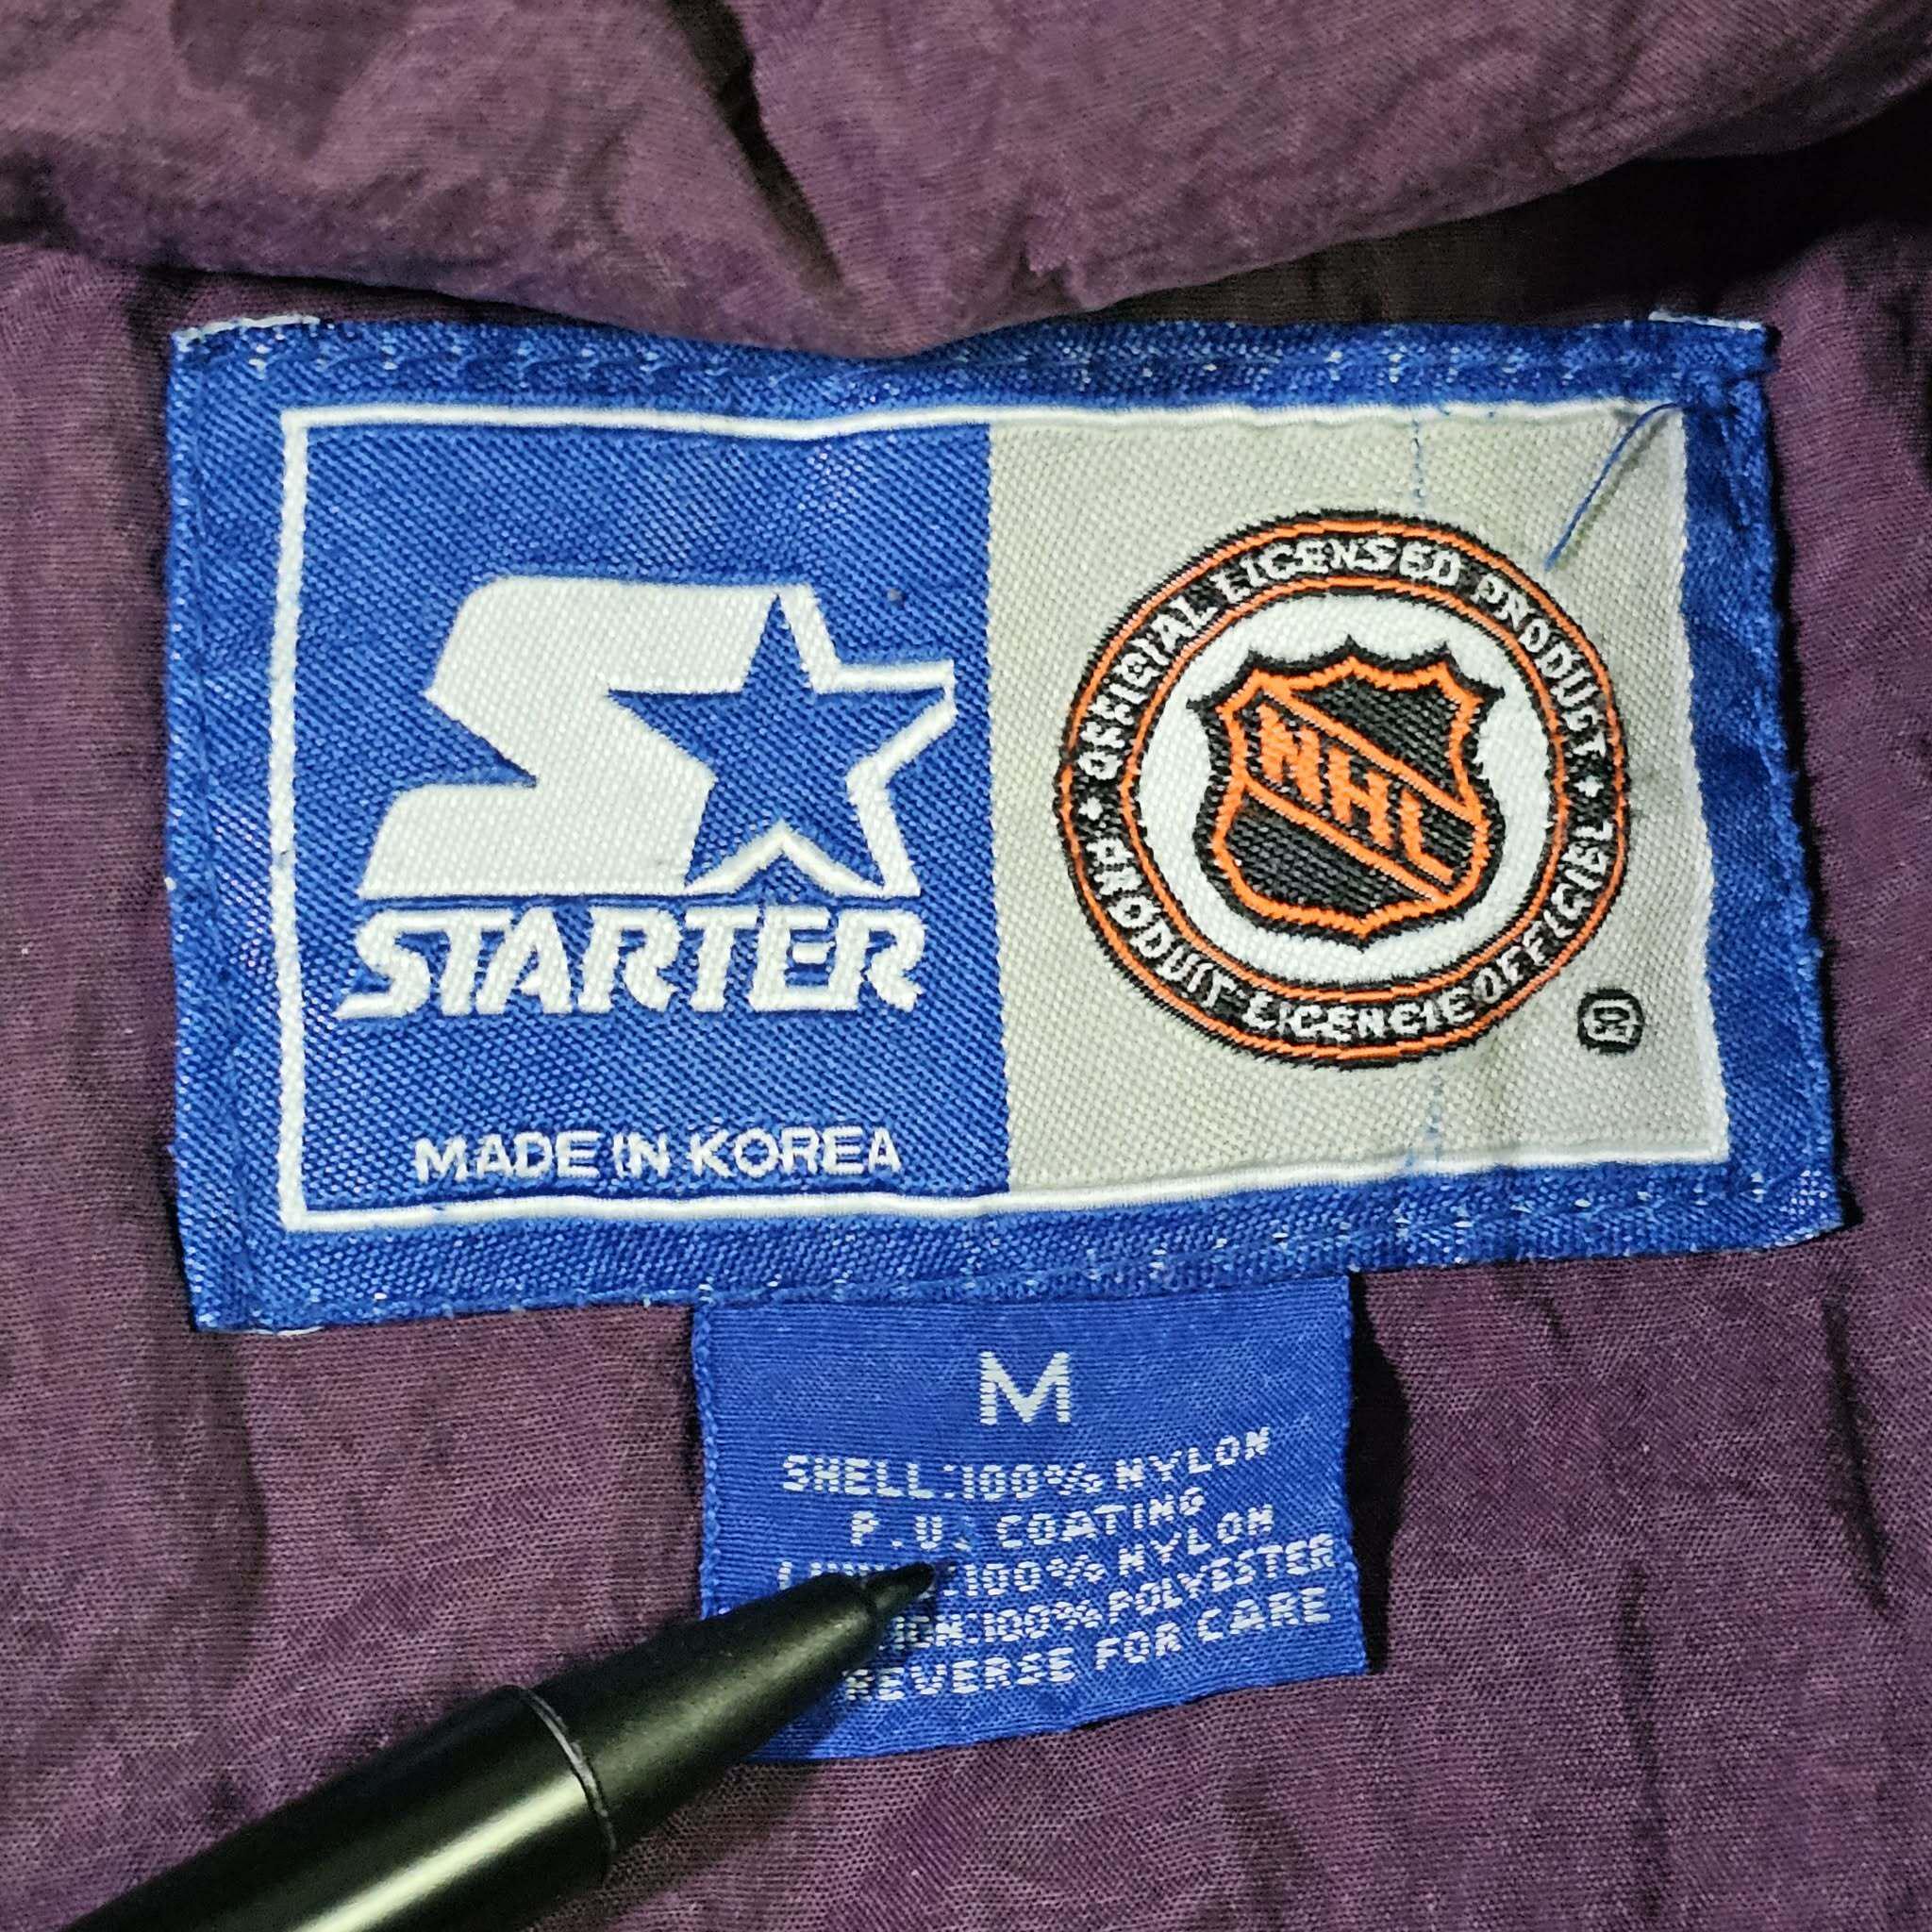 STARTER
MADE IN KOREA
• OFFICIAL LICENSED PRODUCT •
NHL
PRODUIT LICENCIE OFFICIEL
®
M
SHELL:100% NYLON
P.U. COATING
:100% NYLON
:100% POLYESTER
REVERSE FOR CARE